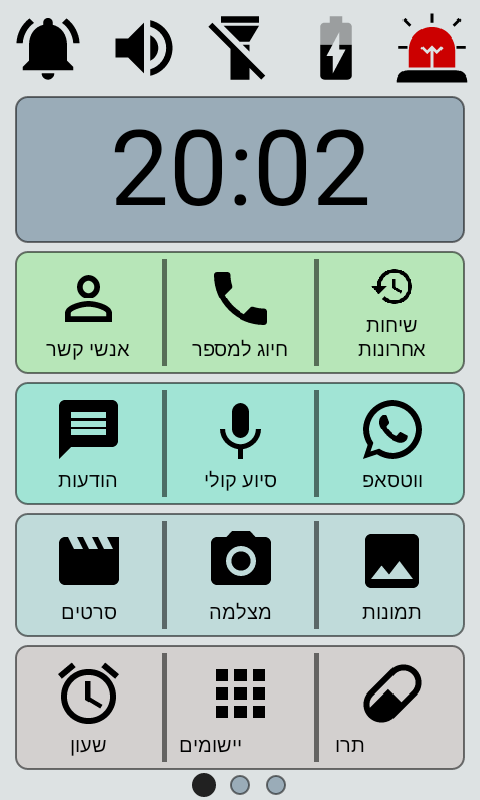 20:02
שיחות
אחרונות
חיוג למספר
אנשי קשר
ווטסאפ
סיוע קולי
הודעות
תמונות
מצלמה
סרטים
תרו
יישומים
שעון